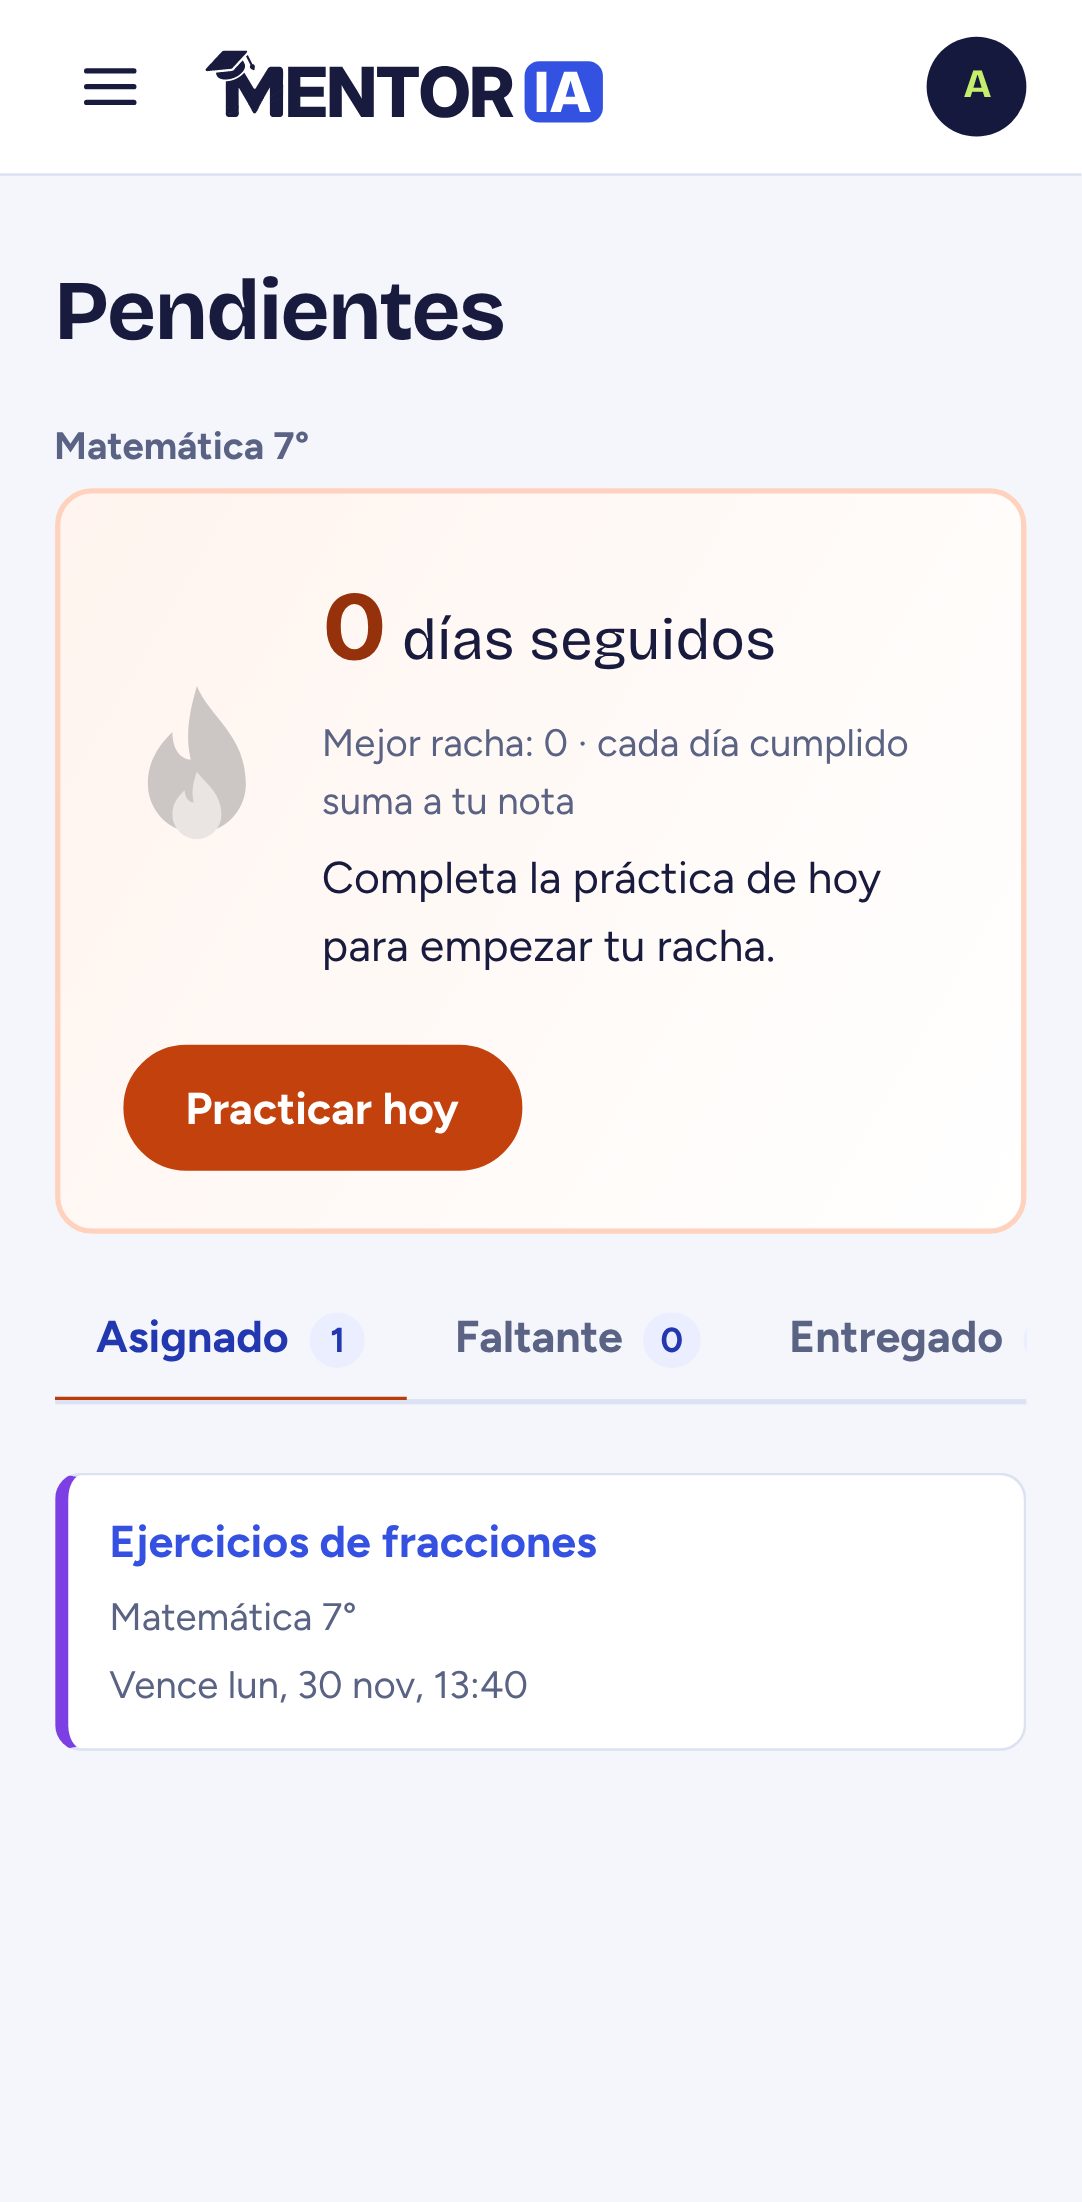 MENTOR IA
A
Pendientes
Matemática 7°
0 días seguidos
Mejor racha: 0 · cada día cumplido
suma a tu nota
Completa la práctica de hoy
para empezar tu racha.
Practicar hoy
Asignado 1 Faltante 0 Entregado
Ejercicios de fracciones
Matemática 7°
Vence lun, 30 nov, 13:40